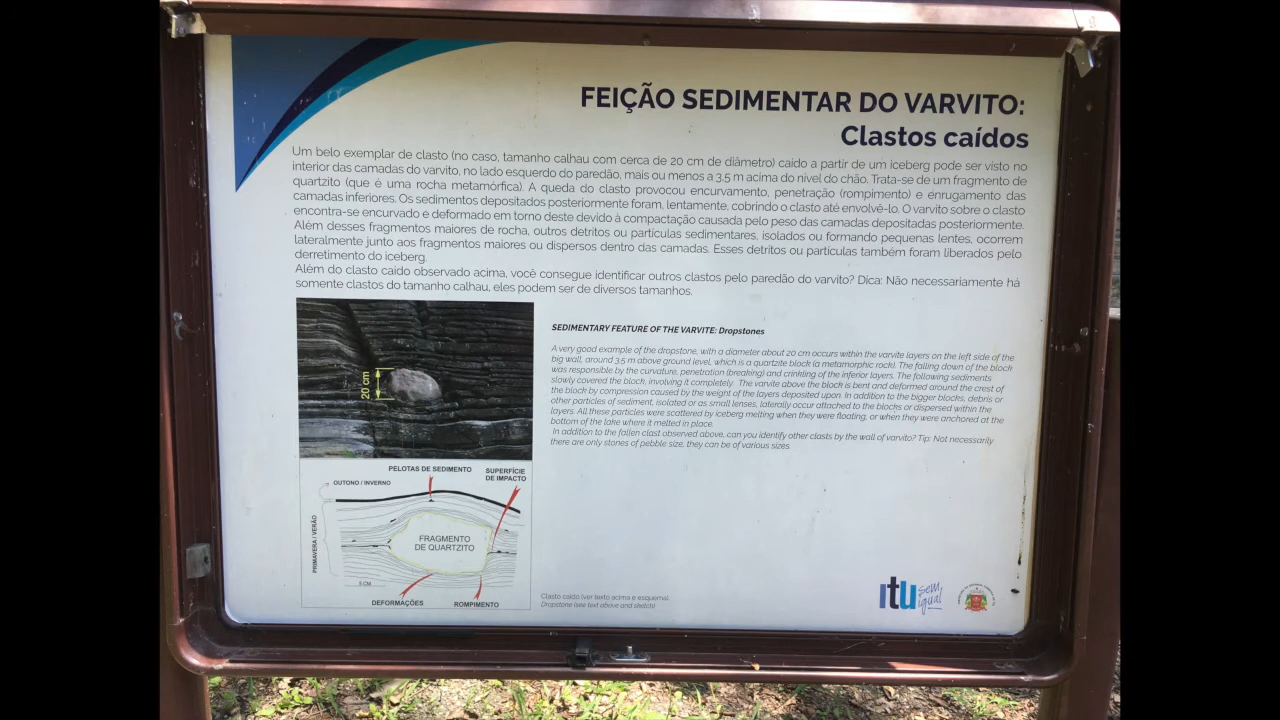 FEIÇÃO SEDIMENTAR DO VARVITO:
Clastos caídos
Um belo exemplar de clasto (no caso, tamanho calhau com cerca de 20 cm de diâmetro) caído a partir de um iceberg pode ser visto no
interior das camadas do varvito, no lado esquerdo do paredão, mais ou menos a 3,5 m acima do nível do chão. Trata-se de um fragmento de
quartzito (que é uma rocha metamórfica). A queda do clasto provocou encurvamento, penetração (rompimento) e enrugamento das
camadas inferiores. Os sedimentos depositados posteriormente foram, lentamente, cobrindo o clasto até envolvê-lo. O varvito sobre o clasto
encontra-se encurvado e deformado em torno deste devido à compactação causada pelo peso das camadas depositadas posteriormente.
Além desses fragmentos maiores de rocha, outros detritos ou partículas sedimentares, isolados ou formando pequenas lentes, ocorrem
lateralmente junto aos fragmentos maiores ou dispersos dentro das camadas. Esses detritos ou partículas também foram liberados pelo
derretimento do iceberg.
Além do clasto caído observado acima, você consegue identificar outros clastos pelo paredão do varvito? Dica: Não necessariamente há
somente clastos do tamanho calhau, eles podem ser de diversos tamanhos.
20 cm
SEDIMENTARY FEATURE OF THE VARVITE: Dropstones
A very good example of the dropstone, with a diameter about 20 cm occurs within the varvite layers on the left side of the
big wall, around 3,5 m above ground level, which is a quartzite block (a metamorphic rock). The falling down of the block
was responsible by the curvature, penetration (breaking) and crinkling of the inferior layers. The following sediments
slowly covered the block, involving it completely. The varvite above the block is bent and deformed around the crest of
the block by compression caused by the weight of the layers deposited upon. In addition to the bigger blocks, debris or
other particles of sediment, isolated or as small lenses, laterally occur attached to the blocks or dispersed within the
layers. All these particles were scattered by iceberg melting when they were floating, or when they were anchored at the
bottom of the lake where it melted in place.
In addition to the fallen clast observed above, can you identify other clasts by the wall of varvito? Tip: Not necessarily
there are only stones of pebble size, they can be of various sizes.
PELOTAS DE SEDIMENTO
SUPERFÍCIE
DE IMPACTO
OUTONO / INVERNO
PRIMAVERA / VERÃO
FRAGMENTO
DE QUARTZITO
5 CM
DEFORMAÇÕES
ROMPIMENTO
Clasto caído (ver texto acima e esquema).
Dropstone (see text above and sketch)
ITU sem
igual